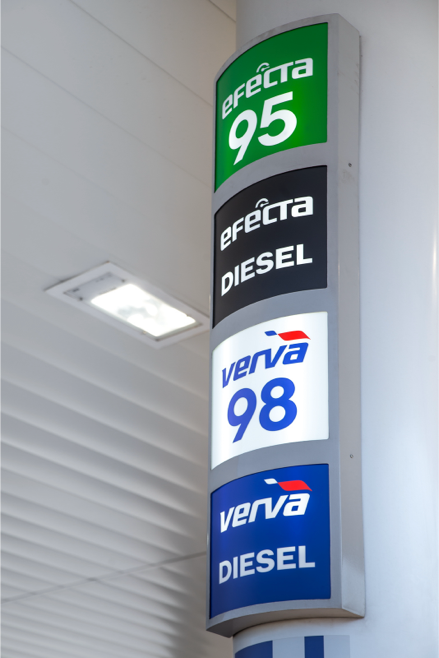 efecta
95
efecta
DIESEL
verva
98
verva
DIESEL